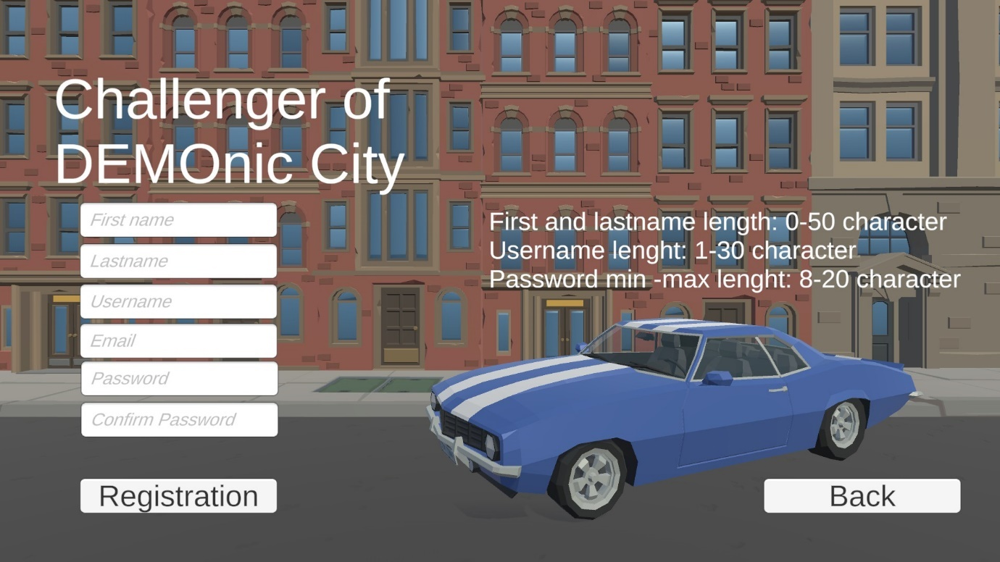 Challenger of
DEMOnic City
First name
Lastname
Username
Email
Password
Confirm Password
First and lastname length: 0-50 character
Username lenght: 1-30 character
Password min -max lenght: 8-20 character
Registration
Back